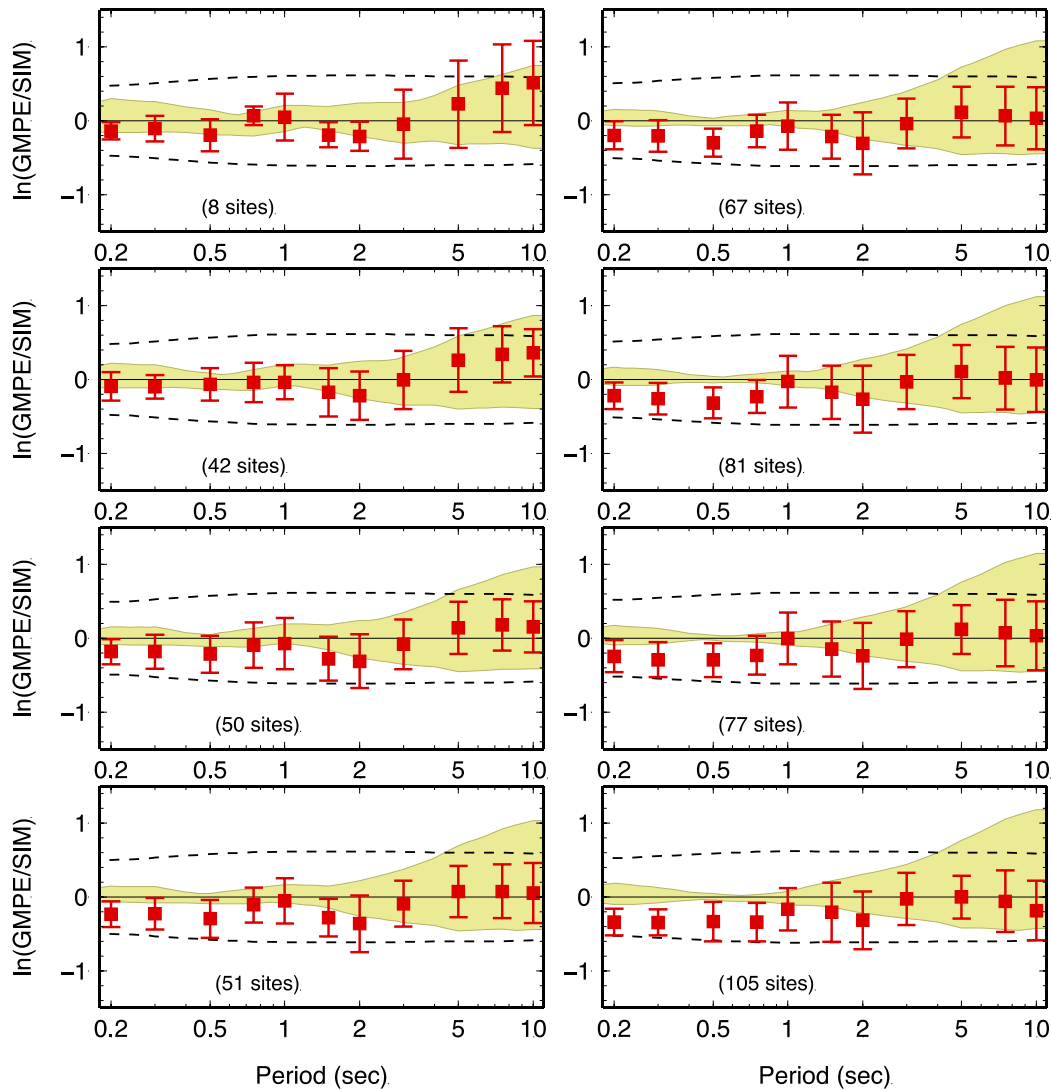 ln(GMPE/SIM)
1
0
−1
(8 sites)
0.2 0.5 1 2 5 10
(67 sites)
0.2 0.5 1 2 5 10
ln(GMPE/SIM)
1
0
−1
(42 sites)
0.2 0.5 1 2 5 10
(81 sites)
0.2 0.5 1 2 5 10
ln(GMPE/SIM)
1
0
−1
(50 sites)
0.2 0.5 1 2 5 10
(77 sites)
0.2 0.5 1 2 5 10
ln(GMPE/SIM)
1
0
−1
(51 sites)
0.2 0.5 1 2 5 10
Period (sec)
(105 sites)
0.2 0.5 1 2 5 10
Period (sec)
1
0
−1
1
0
−1
1
0
−1
1
0
−1